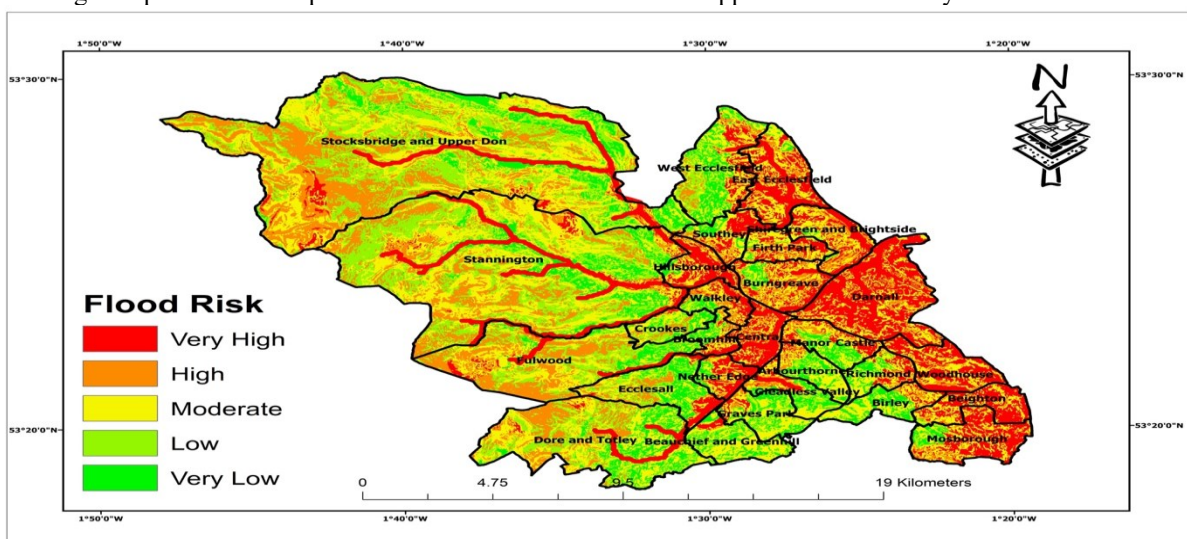 1°50'0"W 1°40'0"W 1°30'0"W 1°20'0"W
53°30'0"N 53°30'0"N
N
Stocksbridge and Upper Don
West Ecclesfield
East Ecclesfield
Southey
Shiregreen and Brightside
Firth Park
Stannington
Hillsborough
Burngreave
Darnall
Walkley
Crookes
Broomhill
Central
Manor Castle
Fulwood
Nether Edge
Arbourthorne
Richmond
Woodhouse
Ecclesall
Gleadless Valley
Birley
Beighton
Graves Park
Dore and Totley
Beauchief and Greenhill
Mosborough
53°20'0"N 53°20'0"N
Flood Risk
Very High
High
Moderate
Low
Very Low
0 4.75 9.5 19 Kilometers
1°50'0"W 1°40'0"W 1°30'0"W 1°20'0"W